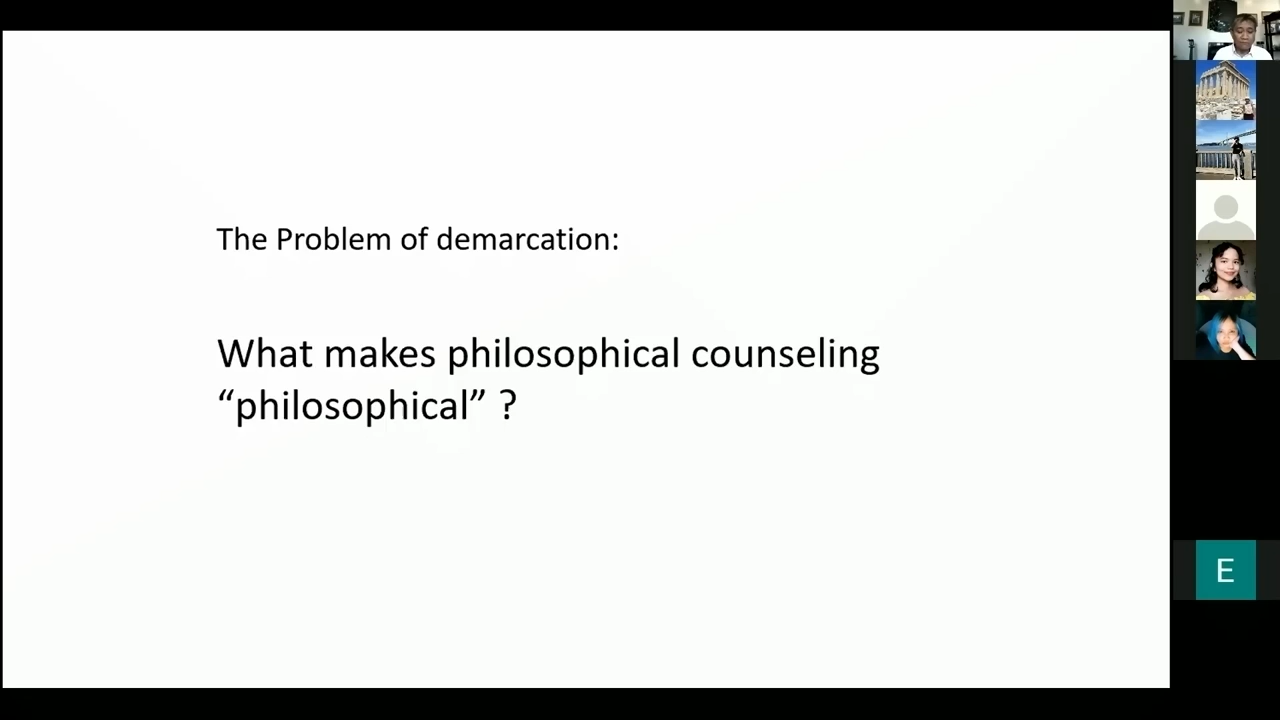 The Problem of demarcation:
What makes philosophical counseling
“philosophical” ?
E